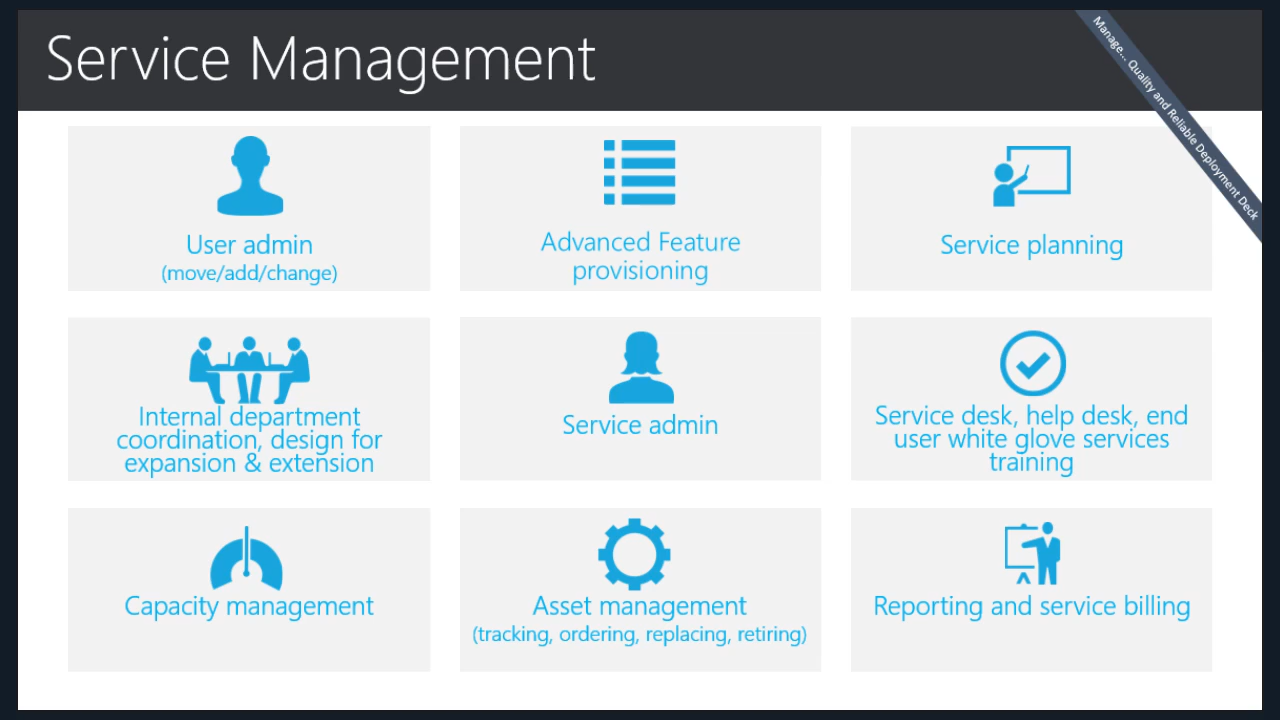 Service Management
Manage... Quality and Reliable Deployment Deck
User admin
(move/add/change)
Advanced Feature
provisioning
Service planning
Internal department
coordination, design for
expansion & extension
Service admin
Service desk, help desk, end
user white glove services
training
Capacity management
Asset management
(tracking, ordering, replacing, retiring)
Reporting and service billing